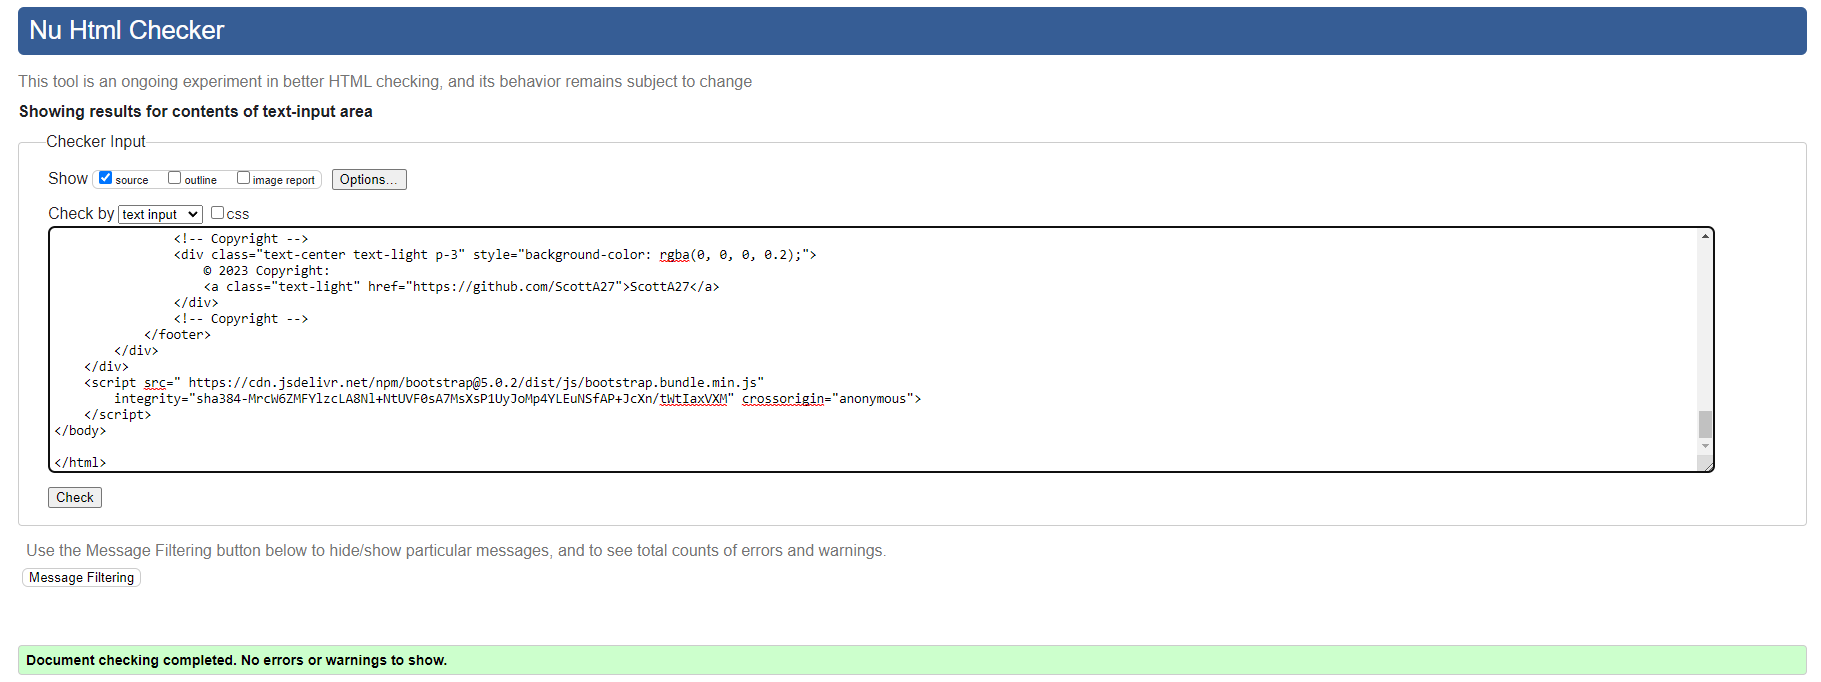 Nu Html Checker
This tool is an ongoing experiment in better HTML checking, and its behavior remains subject to change
Showing results for contents of text-input area
Checker Input
Show source outline image report Options...
Check by text input css
<!-- Copyright -->
<div class="text-center text-light p-3" style="background-color: rgba(0, 0, 0, 0.2);">
© 2023 Copyright:
<a class="text-light" href="https://github.com/ScottA27">ScottA27</a>
</div>
<!-- Copyright -->
</footer>
</div>
</div>
<script src=" https://cdn.jsdelivr.net/npm/bootstrap@5.0.2/dist/js/bootstrap.bundle.min.js"
integrity="sha384-MrcW6ZMFYlzcLA8Nl+NtUVF0sA7MsXsP1UyJoMp4YLEuNSfAP+JcXn/tWtIaxVXM" crossorigin="anonymous">
</script>
</body>
</html>
Check
Use the Message Filtering button below to hide/show particular messages, and to see total counts of errors and warnings.
Message Filtering
Document checking completed. No errors or warnings to show.